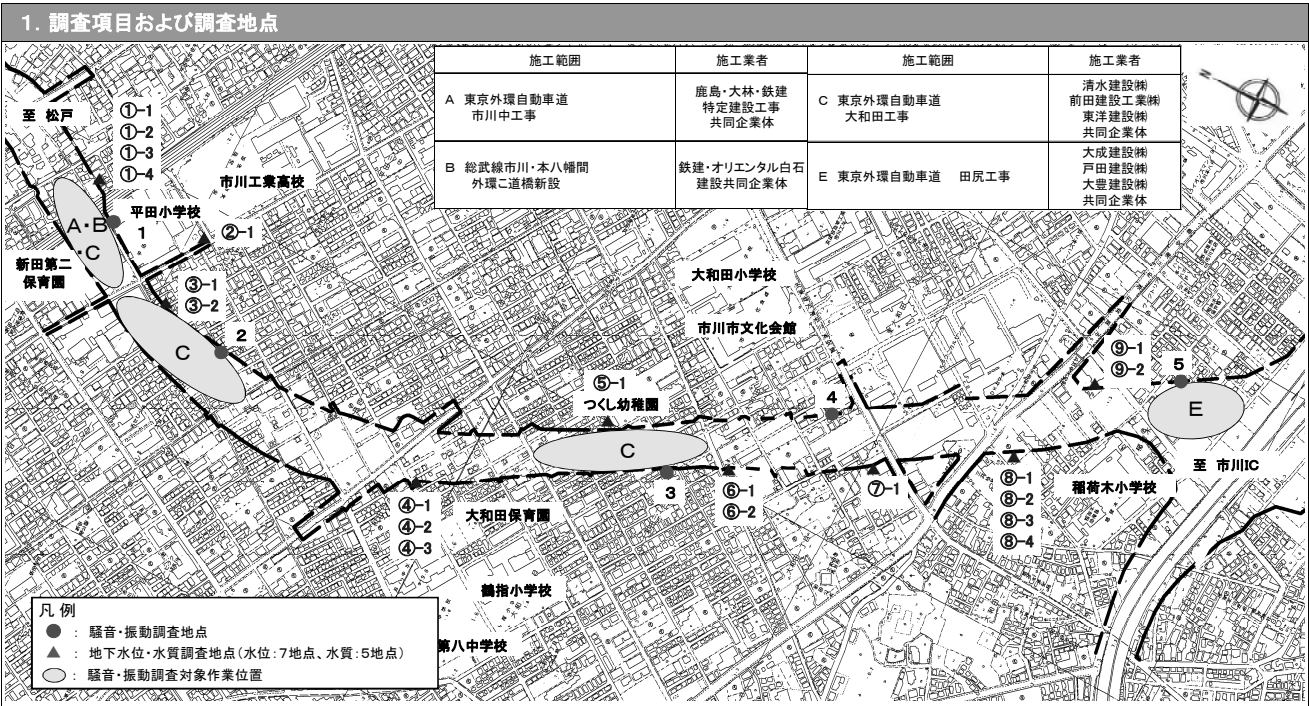 1. 調査項目および調査地点
施工範囲
施工業者
施工範囲
施工業者
A 東京外環自動車道
市川中工事
鹿島・大林・鉄建
特定建設工事
共同企業体
C 東京外環自動車道
大和田工事
清水建設㈱
前田建設工業㈱
東洋建設㈱
共同企業体
B 総武線市川・本八幡間
外環こ道橋新設
鉄建・オリエンタル白石
建設共同企業体
E 東京外環自動車道 田尻工事
大成建設㈱
戸田建設㈱
大豊建設㈱
共同企業体
至 松戸
①-1
①-2
①-3
①-4
市川工業高校
平田小学校
1
A・B
・C
新田第二
保育園
②-1
③-1
③-2
2
C
大和田小学校
市川市文化会館
⑤-1
つくし幼稚園
4
C
3
④-1
④-2
④-3
大和田保育園
⑥-1
⑥-2
⑦-1
⑨-1
⑨-2
5
E
至 市川IC
⑧-1
⑧-2
⑧-3
⑧-4
稲荷木小学校
鶴指小学校
第八中学校
凡 例
● : 騒音・振動調査地点
▲ : 地下水位・水質調査地点(水位:7地点、水質:5地点)
: 騒音・振動調査対象作業位置